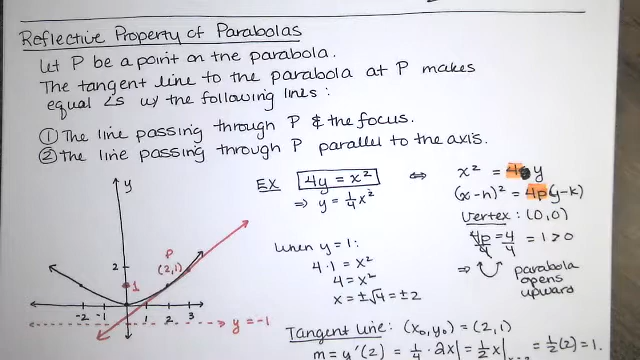 Reflective Property of Parabolas
Let P be a point on the parabola.
The tangent line to the parabola at P makes
equal ∠s w/ the following lines:
① The line passing through P & the focus.
② The line passing through P parallel to the axis.
EX 4y = x² ⇔ x² = 4 y
⇒ y = ¼x²
(x-h)² = 4p(y-k)
Vertex: (0,0)
4p/4 = 4/4 = 1 > 0
⇒ ∪ parabola
opens
upward
When y = 1:
4·1 = x²
4 = x²
x = ±√4 = ±2
y
P
(2,1)
2
1
-2 -1 1 2 3
y = -1
Tangent Line: (x₀, y₀) = (2,1)
m = y'(2) = ¼·2x| = ½x| = ½(2) = 1.